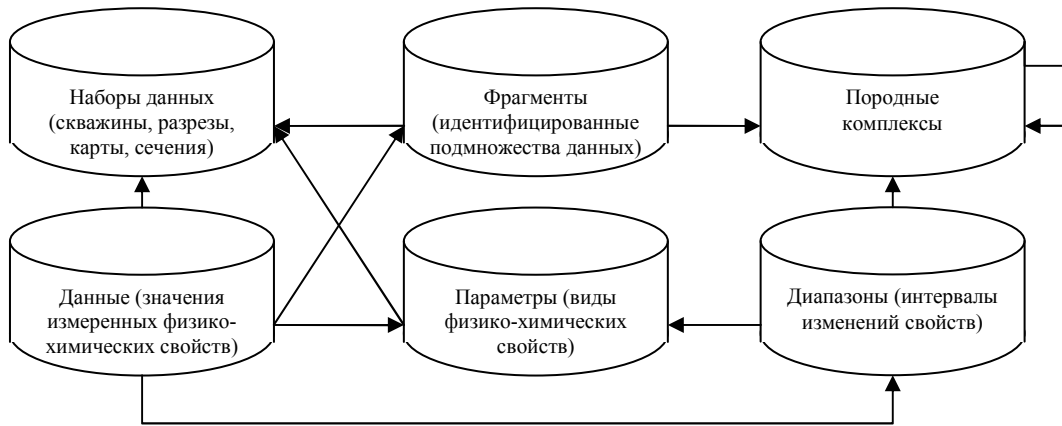 Наборы данных
(скважины, разрезы,
карты, сечения)
Фрагменты
(идентифицированные
подмножества данных)
Породные
комплексы
Данные (значения
измеренных физико-
химических свойств)
Параметры (виды
физико-химических
свойств)
Диапазоны (интервалы
изменений свойств)